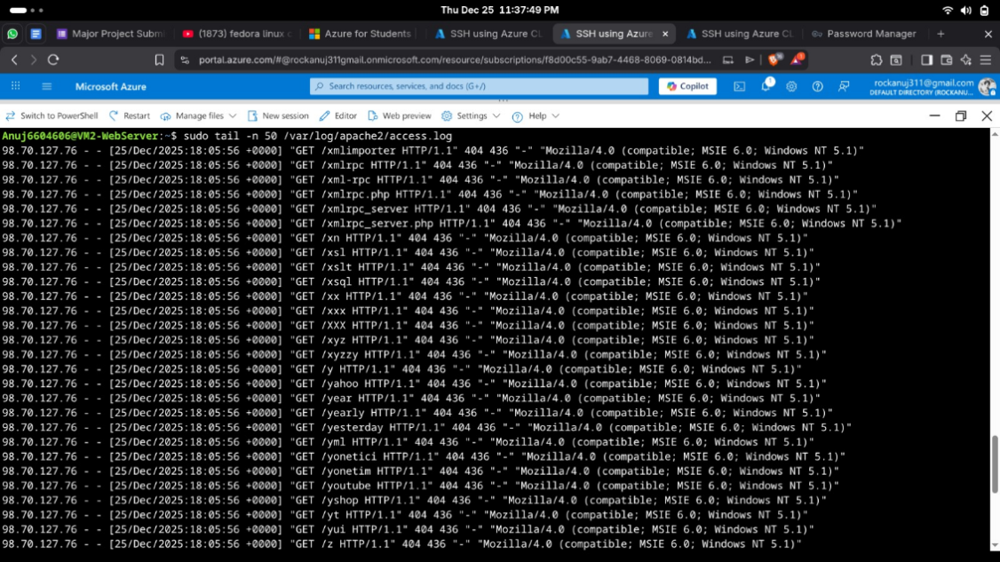 Thu Dec 25 11:37:49 PM
Major Project Submi
(1873) fedora linux c
Azure for Students
SSH using Azure CL
SSH using Azure
SSH using Azure CL
Password Manager
portal.azure.com/#@rockanuj311gmail.onmicrosoft.com/resource/subscriptions/f8d00c55-9ab7-4468-8069-0814bd...
Microsoft Azure
Search resources, services, and docs (G+/)
Copilot
1
rockanuj311@gmail.com
DEFAULT DIRECTORY (ROCKANU...
Switch to PowerShell
Restart
Manage files
New session
Editor
Web preview
Settings
Help
Anuj6604606@VM2-WebServer:~$ sudo tail -n 50 /var/log/apache2/access.log
98.70.127.76 - - [25/Dec/2025:18:05:56 +0000] "GET /xmlimporter HTTP/1.1" 404 436 "-" "Mozilla/4.0 (compatible; MSIE 6.0; Windows NT 5.1)"
98.70.127.76 - - [25/Dec/2025:18:05:56 +0000] "GET /xmlrpc HTTP/1.1" 404 436 "-" "Mozilla/4.0 (compatible; MSIE 6.0; Windows NT 5.1)"
98.70.127.76 - - [25/Dec/2025:18:05:56 +0000] "GET /xml-rpc HTTP/1.1" 404 436 "-" "Mozilla/4.0 (compatible; MSIE 6.0; Windows NT 5.1)"
98.70.127.76 - - [25/Dec/2025:18:05:56 +0000] "GET /xmlrpc.php HTTP/1.1" 404 436 "-" "Mozilla/4.0 (compatible; MSIE 6.0; Windows NT 5.1)"
98.70.127.76 - - [25/Dec/2025:18:05:56 +0000] "GET /xmlrpc_server HTTP/1.1" 404 436 "-" "Mozilla/4.0 (compatible; MSIE 6.0; Windows NT 5.1)"
98.70.127.76 - - [25/Dec/2025:18:05:56 +0000] "GET /xmlrpc_server.php HTTP/1.1" 404 436 "-" "Mozilla/4.0 (compatible; MSIE 6.0; Windows NT 5.1)"
98.70.127.76 - - [25/Dec/2025:18:05:56 +0000] "GET /xn HTTP/1.1" 404 436 "-" "Mozilla/4.0 (compatible; MSIE 6.0; Windows NT 5.1)"
98.70.127.76 - - [25/Dec/2025:18:05:56 +0000] "GET /xsl HTTP/1.1" 404 436 "-" "Mozilla/4.0 (compatible; MSIE 6.0; Windows NT 5.1)"
98.70.127.76 - - [25/Dec/2025:18:05:56 +0000] "GET /xslt HTTP/1.1" 404 436 "-" "Mozilla/4.0 (compatible; MSIE 6.0; Windows NT 5.1)"
98.70.127.76 - - [25/Dec/2025:18:05:56 +0000] "GET /xsql HTTP/1.1" 404 436 "-" "Mozilla/4.0 (compatible; MSIE 6.0; Windows NT 5.1)"
98.70.127.76 - - [25/Dec/2025:18:05:56 +0000] "GET /xx HTTP/1.1" 404 436 "-" "Mozilla/4.0 (compatible; MSIE 6.0; Windows NT 5.1)"
98.70.127.76 - - [25/Dec/2025:18:05:56 +0000] "GET /xxx HTTP/1.1" 404 436 "-" "Mozilla/4.0 (compatible; MSIE 6.0; Windows NT 5.1)"
98.70.127.76 - - [25/Dec/2025:18:05:56 +0000] "GET /XXX HTTP/1.1" 404 436 "-" "Mozilla/4.0 (compatible; MSIE 6.0; Windows NT 5.1)"
98.70.127.76 - - [25/Dec/2025:18:05:56 +0000] "GET /xyz HTTP/1.1" 404 436 "-" "Mozilla/4.0 (compatible; MSIE 6.0; Windows NT 5.1)"
98.70.127.76 - - [25/Dec/2025:18:05:56 +0000] "GET /xyzzy HTTP/1.1" 404 436 "-" "Mozilla/4.0 (compatible; MSIE 6.0; Windows NT 5.1)"
98.70.127.76 - - [25/Dec/2025:18:05:56 +0000] "GET /y HTTP/1.1" 404 436 "-" "Mozilla/4.0 (compatible; MSIE 6.0; Windows NT 5.1)"
98.70.127.76 - - [25/Dec/2025:18:05:56 +0000] "GET /yahoo HTTP/1.1" 404 436 "-" "Mozilla/4.0 (compatible; MSIE 6.0; Windows NT 5.1)"
98.70.127.76 - - [25/Dec/2025:18:05:56 +0000] "GET /year HTTP/1.1" 404 436 "-" "Mozilla/4.0 (compatible; MSIE 6.0; Windows NT 5.1)"
98.70.127.76 - - [25/Dec/2025:18:05:56 +0000] "GET /yearly HTTP/1.1" 404 436 "-" "Mozilla/4.0 (compatible; MSIE 6.0; Windows NT 5.1)"
98.70.127.76 - - [25/Dec/2025:18:05:56 +0000] "GET /yesterday HTTP/1.1" 404 436 "-" "Mozilla/4.0 (compatible; MSIE 6.0; Windows NT 5.1)"
98.70.127.76 - - [25/Dec/2025:18:05:56 +0000] "GET /yml HTTP/1.1" 404 436 "-" "Mozilla/4.0 (compatible; MSIE 6.0; Windows NT 5.1)"
98.70.127.76 - - [25/Dec/2025:18:05:56 +0000] "GET /yonetici HTTP/1.1" 404 436 "-" "Mozilla/4.0 (compatible; MSIE 6.0; Windows NT 5.1)"
98.70.127.76 - - [25/Dec/2025:18:05:56 +0000] "GET /yonetim HTTP/1.1" 404 436 "-" "Mozilla/4.0 (compatible; MSIE 6.0; Windows NT 5.1)"
98.70.127.76 - - [25/Dec/2025:18:05:56 +0000] "GET /youtube HTTP/1.1" 404 436 "-" "Mozilla/4.0 (compatible; MSIE 6.0; Windows NT 5.1)"
98.70.127.76 - - [25/Dec/2025:18:05:56 +0000] "GET /yshop HTTP/1.1" 404 436 "-" "Mozilla/4.0 (compatible; MSIE 6.0; Windows NT 5.1)"
98.70.127.76 - - [25/Dec/2025:18:05:56 +0000] "GET /yt HTTP/1.1" 404 436 "-" "Mozilla/4.0 (compatible; MSIE 6.0; Windows NT 5.1)"
98.70.127.76 - - [25/Dec/2025:18:05:56 +0000] "GET /yui HTTP/1.1" 404 436 "-" "Mozilla/4.0 (compatible; MSIE 6.0; Windows NT 5.1)"
98.70.127.76 - - [25/Dec/2025:18:05:56 +0000] "GET /z HTTP/1.1" 404 436 "-" "Mozilla/4.0 (compatible; MSIE 6.0; Windows NT 5.1)"